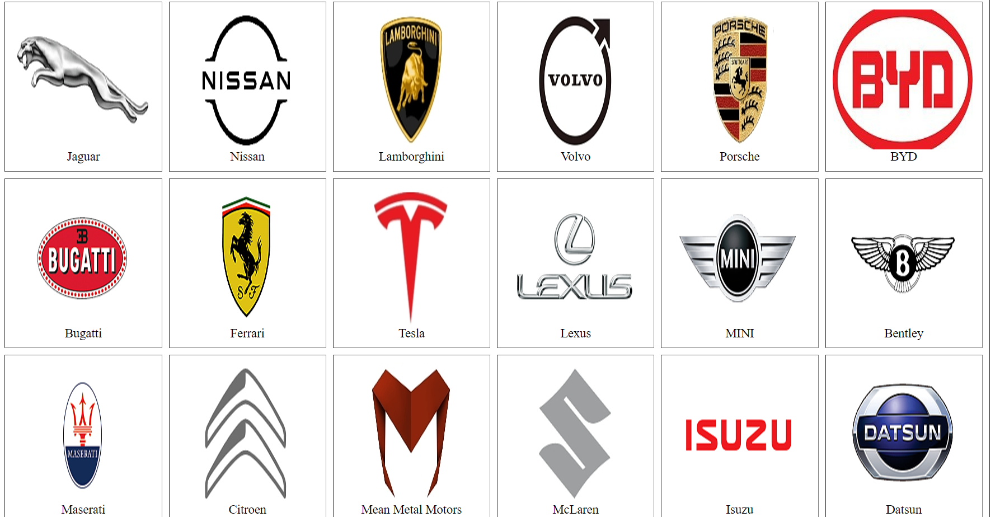 NISSAN
LAMBORGHINI
VOLVO
PORSCHE
STUTTGART
BYD
Jaguar
Nissan
Lamborghini
Volvo
Porsche
BYD
EB
BUGATTI
S F
LEXUS
MINI
B
Bugatti
Ferrari
Tesla
Lexus
MINI
Bentley
MASERATI
ISUZU
DATSUN
Maserati
Citroen
Mean Metal Motors
McLaren
Isuzu
Datsun